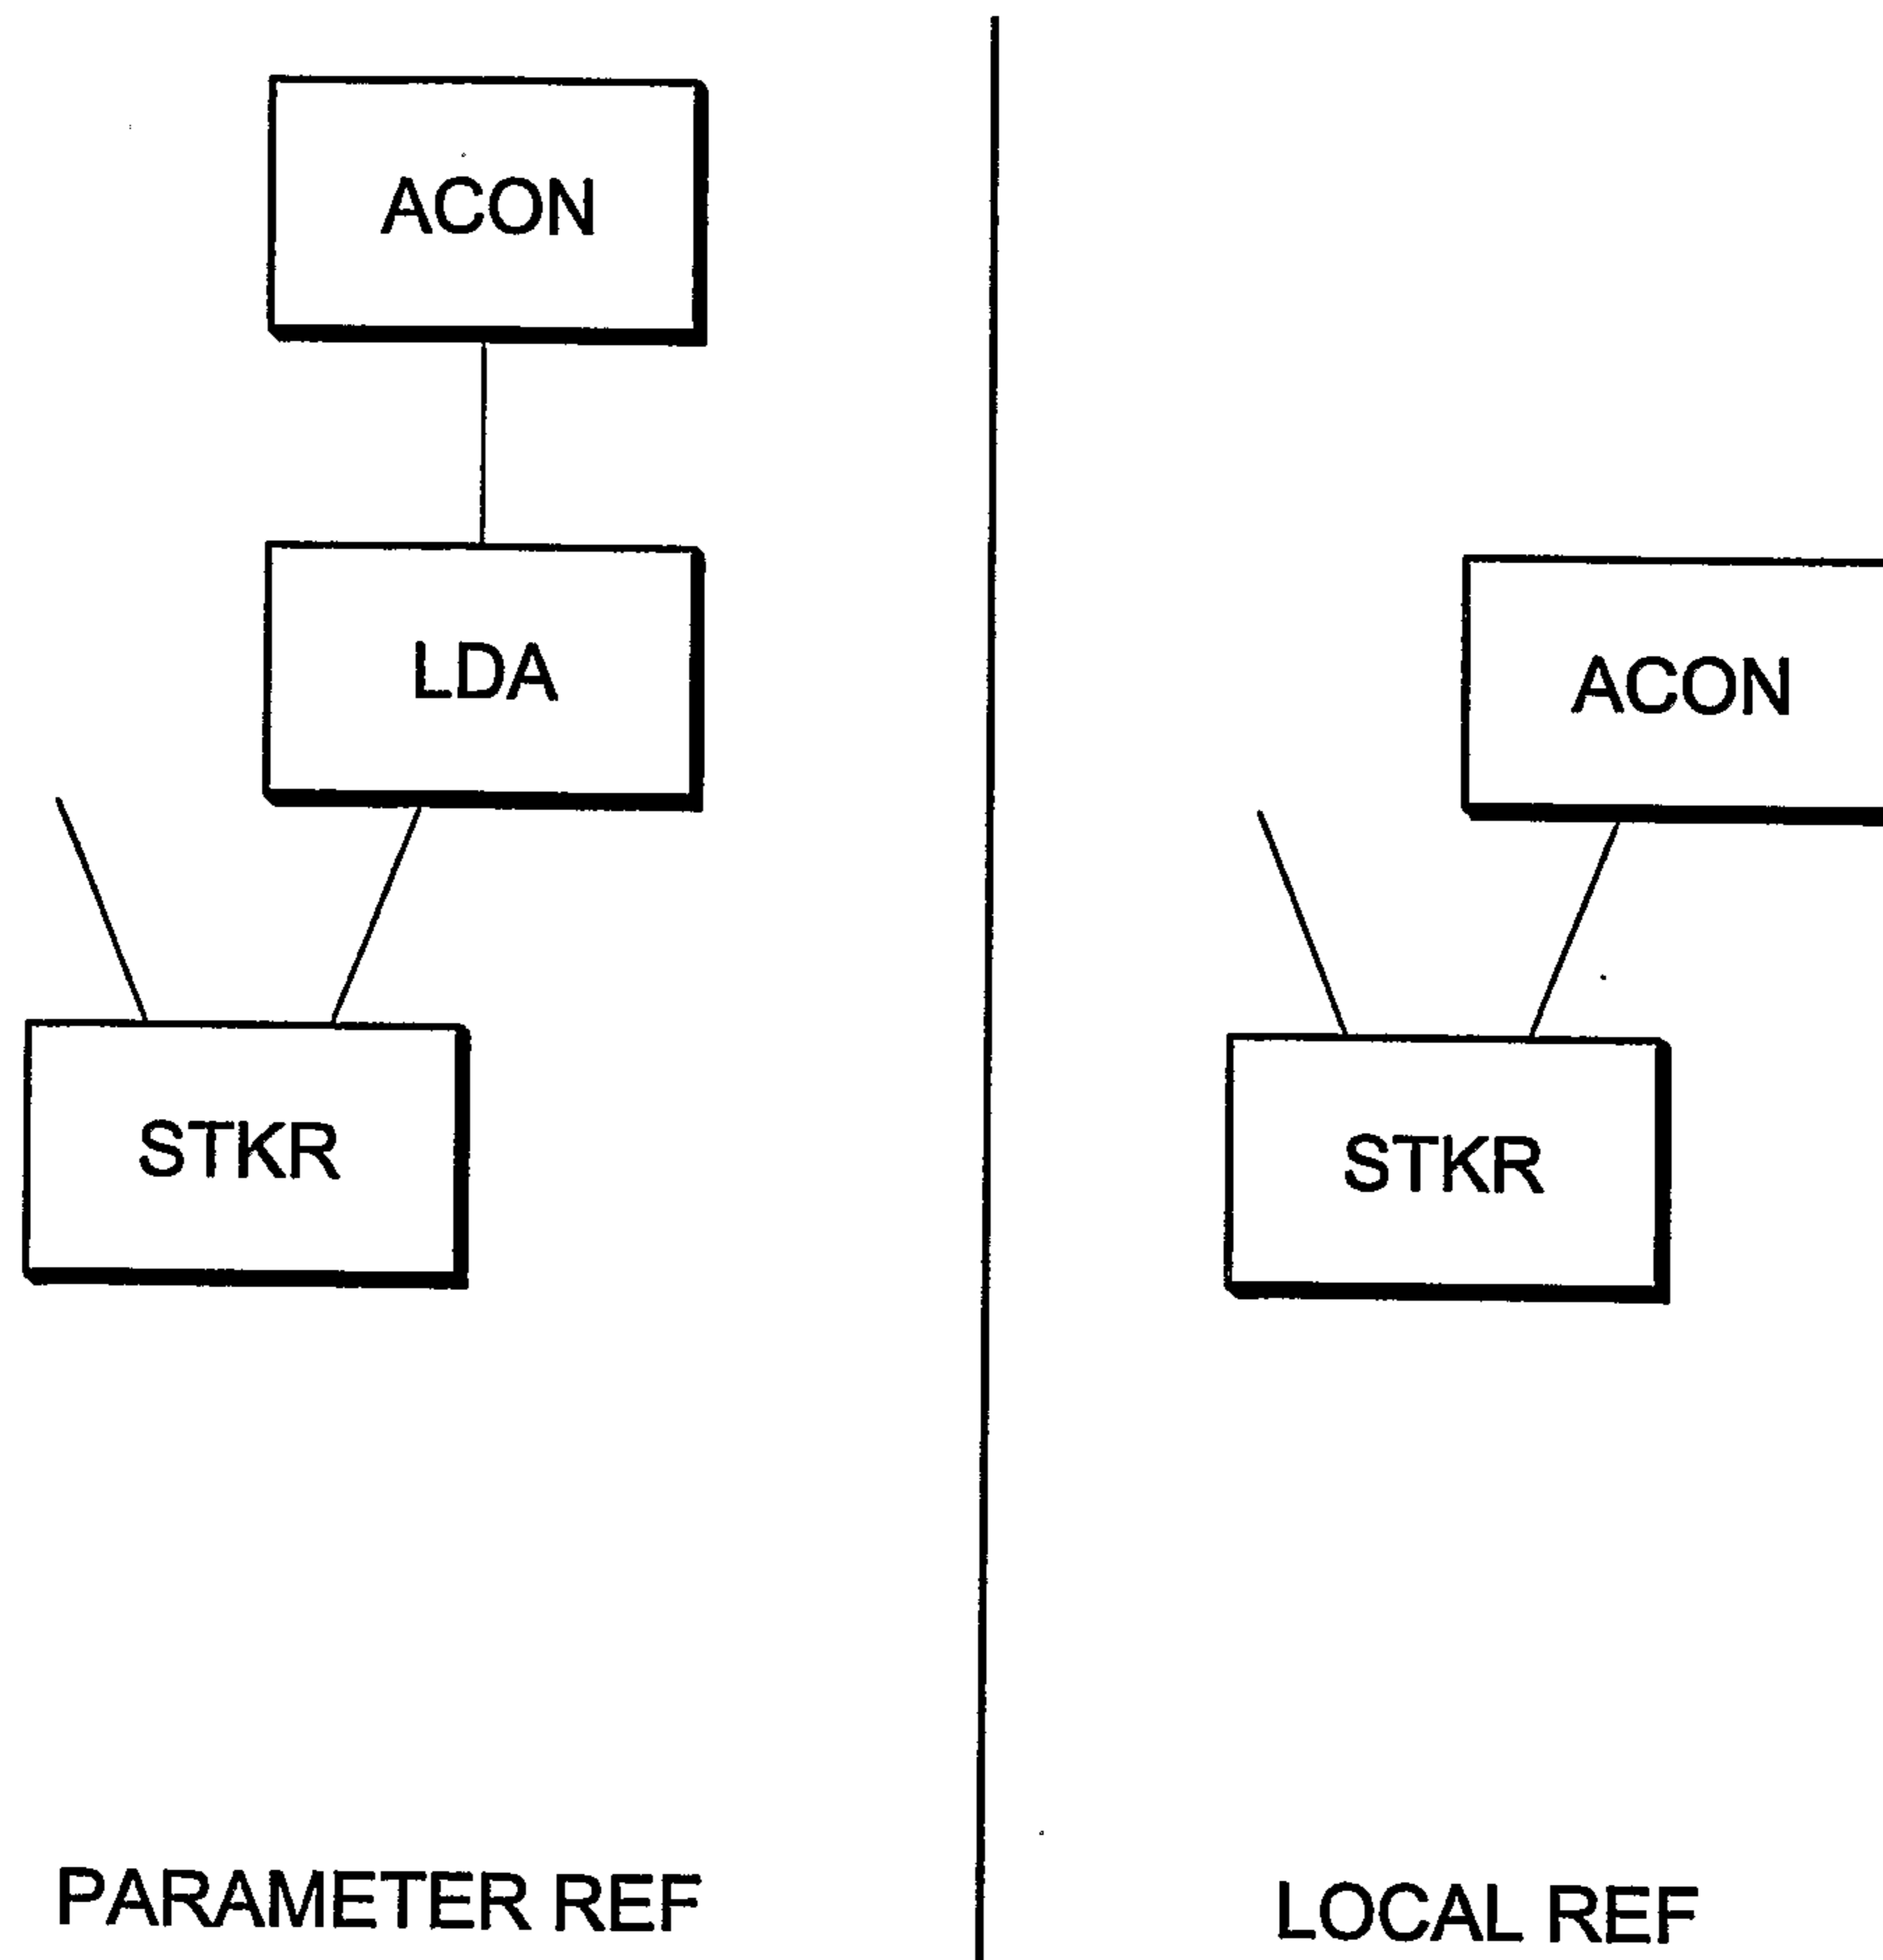 ACON
LDA
STKR
PARAMETER REF
ACON
STKR
LOCAL REF